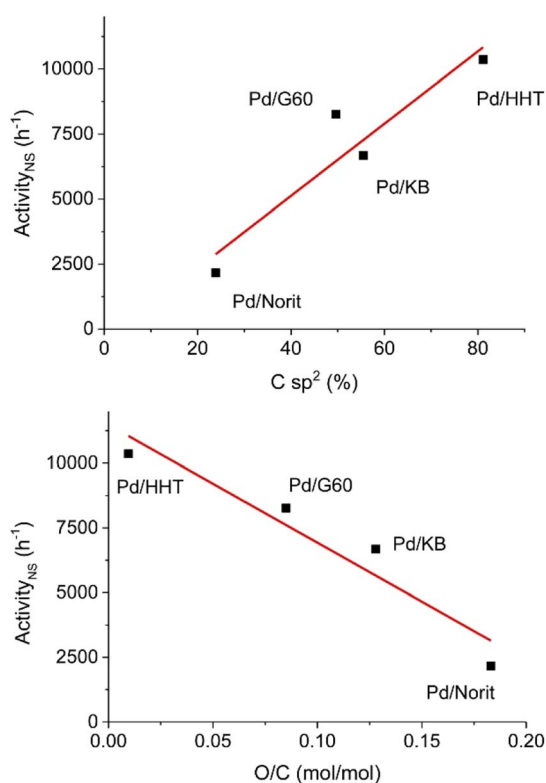 10000
7500
5000
2500
0
Activity_NS (h⁻¹)
Pd/G60
Pd/HHT
Pd/KB
Pd/Norit
0 20 40 60 80
C sp² (%)
10000
7500
5000
2500
0
Activity_NS (h⁻¹)
Pd/HHT
Pd/G60
Pd/KB
Pd/Norit
0.00 0.05 0.10 0.15 0.20
O/C (mol/mol)